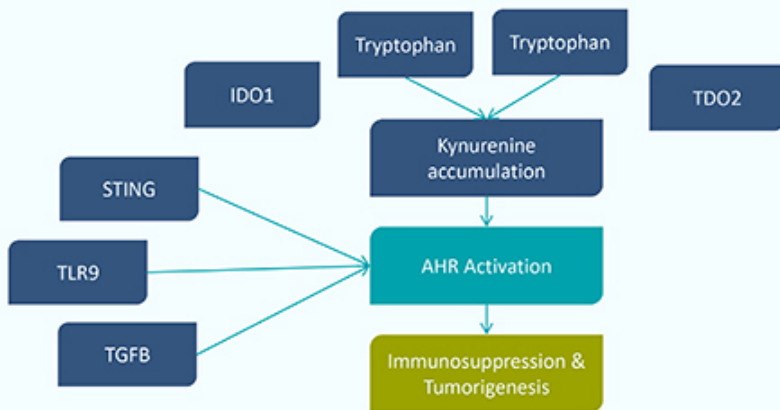 Tryptophan
Tryptophan
IDO1
TDO2
Kynurenine
accumulation
STING
AHR Activation
TLR9
TGFB
Immunosuppression &
Tumorigenesis